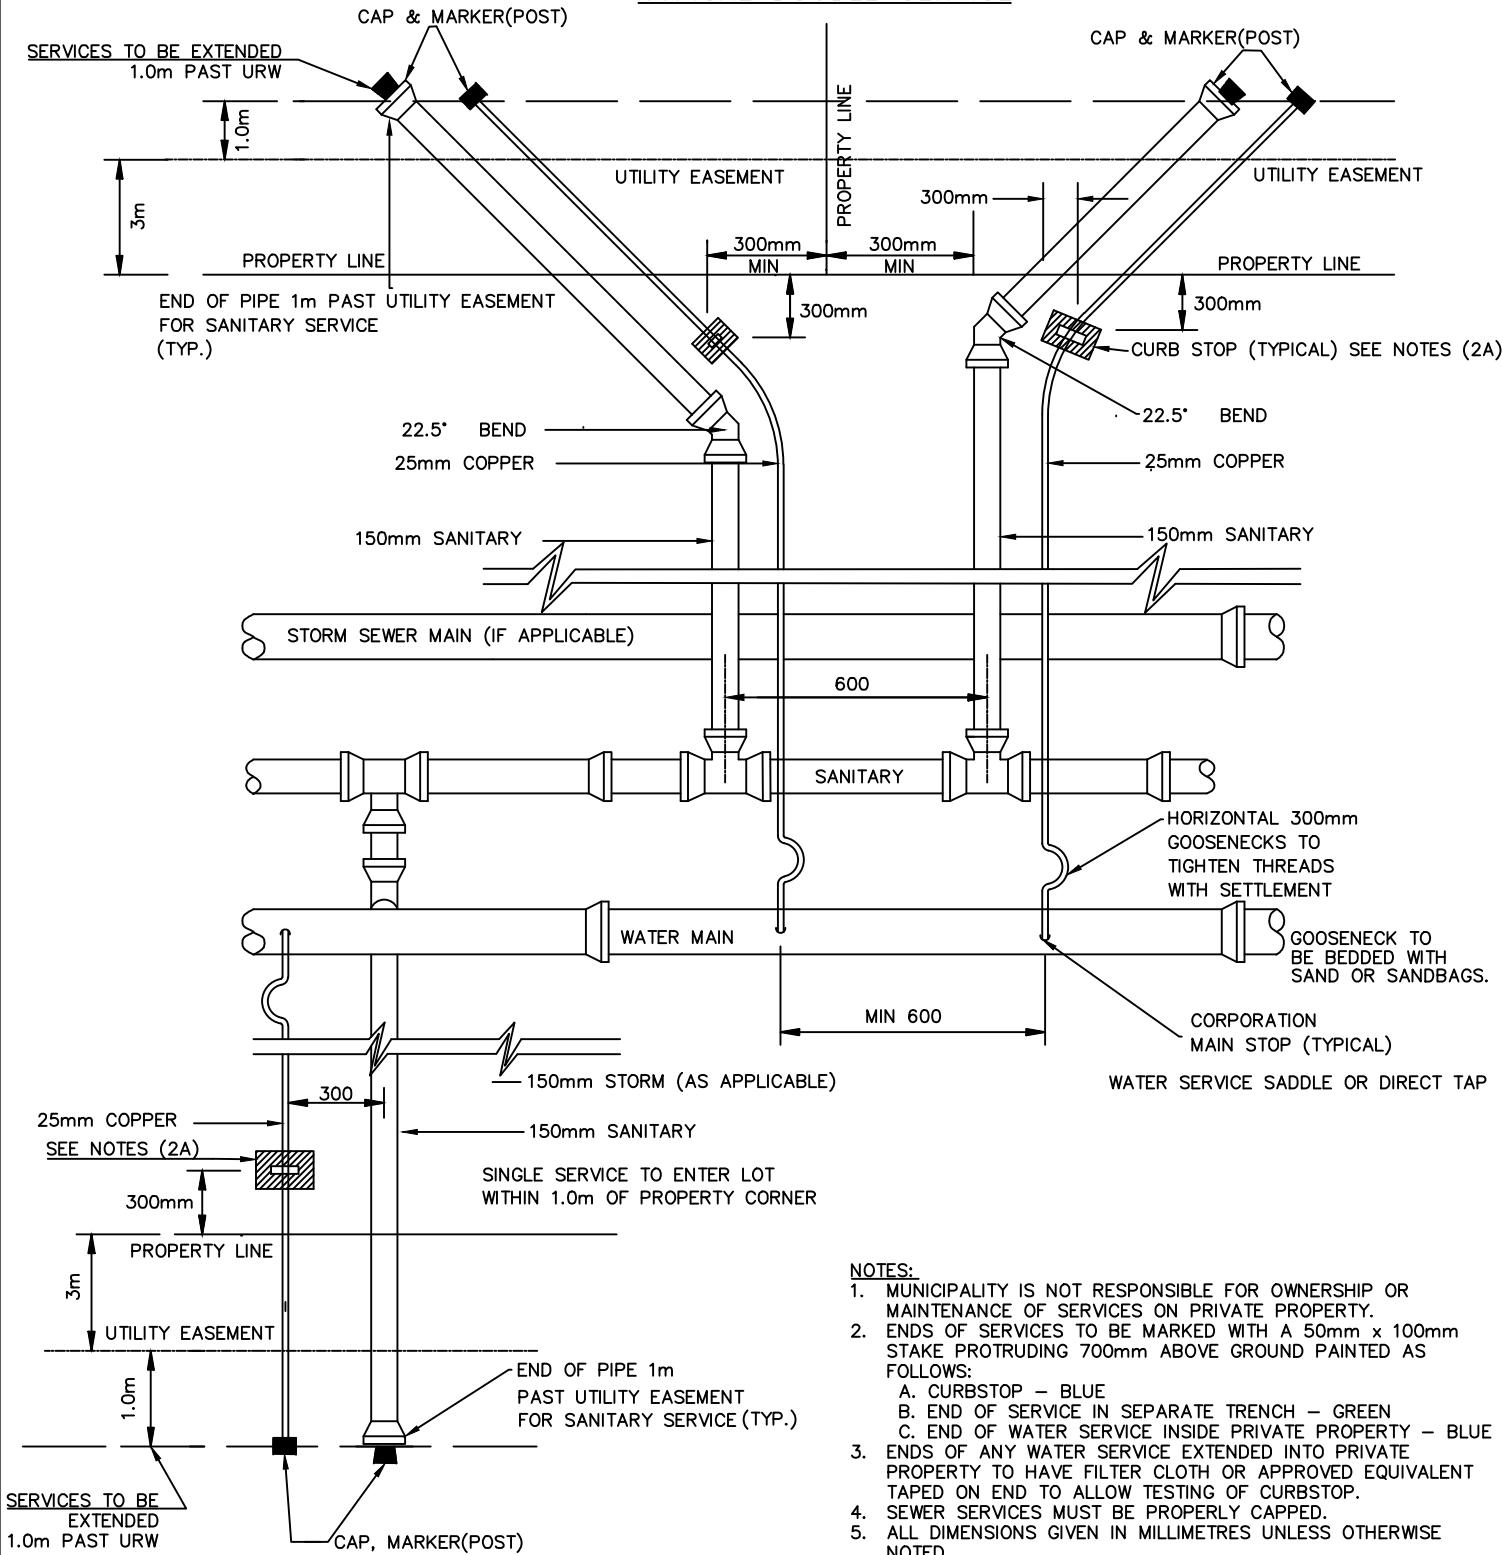 CAP & MARKER(POST)
SERVICES TO BE EXTENDED
1.0m PAST URW
CAP & MARKER(POST)
1.0m
PROPERTY LINE
UTILITY EASEMENT
UTILITY EASEMENT
3m
300mm
300mm
MIN
300mm
MIN
PROPERTY LINE
PROPERTY LINE
END OF PIPE 1m PAST UTILITY EASEMENT
FOR SANITARY SERVICE
(TYP.)
300mm
300mm
CURB STOP (TYPICAL) SEE NOTES (2A)
22.5° BEND
22.5° BEND
25mm COPPER
25mm COPPER
150mm SANITARY
150mm SANITARY
STORM SEWER MAIN (IF APPLICABLE)
600
SANITARY
HORIZONTAL 300mm
GOOSENECKS TO
TIGHTEN THREADS
WITH SETTLEMENT
WATER MAIN
GOOSENECK TO
BE BEDDED WITH
SAND OR SANDBAGS.
MIN 600
CORPORATION
MAIN STOP (TYPICAL)
WATER SERVICE SADDLE OR DIRECT TAP
150mm STORM (AS APPLICABLE)
300
25mm COPPER
150mm SANITARY
SEE NOTES (2A)
SINGLE SERVICE TO ENTER LOT
WITHIN 1.0m OF PROPERTY CORNER
300mm
PROPERTY LINE
3m
UTILITY EASEMENT
1.0m
END OF PIPE 1m
PAST UTILITY EASEMENT
FOR SANITARY SERVICE (TYP.)
SERVICES TO BE
EXTENDED
1.0m PAST URW
CAP, MARKER(POST)
NOTES:
1. MUNICIPALITY IS NOT RESPONSIBLE FOR OWNERSHIP OR
MAINTENANCE OF SERVICES ON PRIVATE PROPERTY.
2. ENDS OF SERVICES TO BE MARKED WITH A 50mm x 100mm
STAKE PROTRUDING 700mm ABOVE GROUND PAINTED AS
FOLLOWS:
A. CURBSTOP – BLUE
B. END OF SERVICE IN SEPARATE TRENCH – GREEN
C. END OF WATER SERVICE INSIDE PRIVATE PROPERTY – BLUE
3. ENDS OF ANY WATER SERVICE EXTENDED INTO PRIVATE
PROPERTY TO HAVE FILTER CLOTH OR APPROVED EQUIVALENT
TAPED ON END TO ALLOW TESTING OF CURBSTOP.
4. SEWER SERVICES MUST BE PROPERLY CAPPED.
5. ALL DIMENSIONS GIVEN IN MILLIMETRES UNLESS OTHERWISE
NOTED